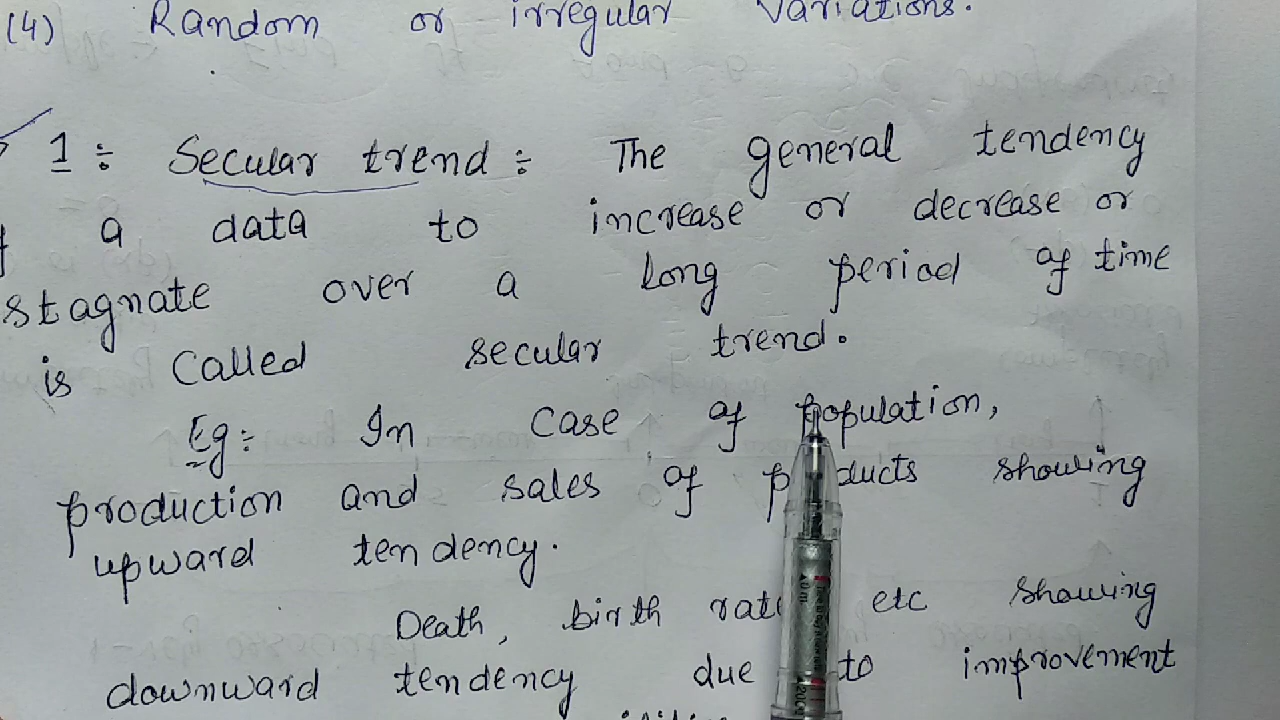 (4) Random or irregular variations.
1 ÷ Secular trend ÷ The general tendency
a data to increase or decrease or
stagnate over a long period of time
is Called secular trend.
Eg ÷ In Case of population,
production and sales of products showing
upward tendency.
Death, birth rate etc showing
downward tendency due to improvement